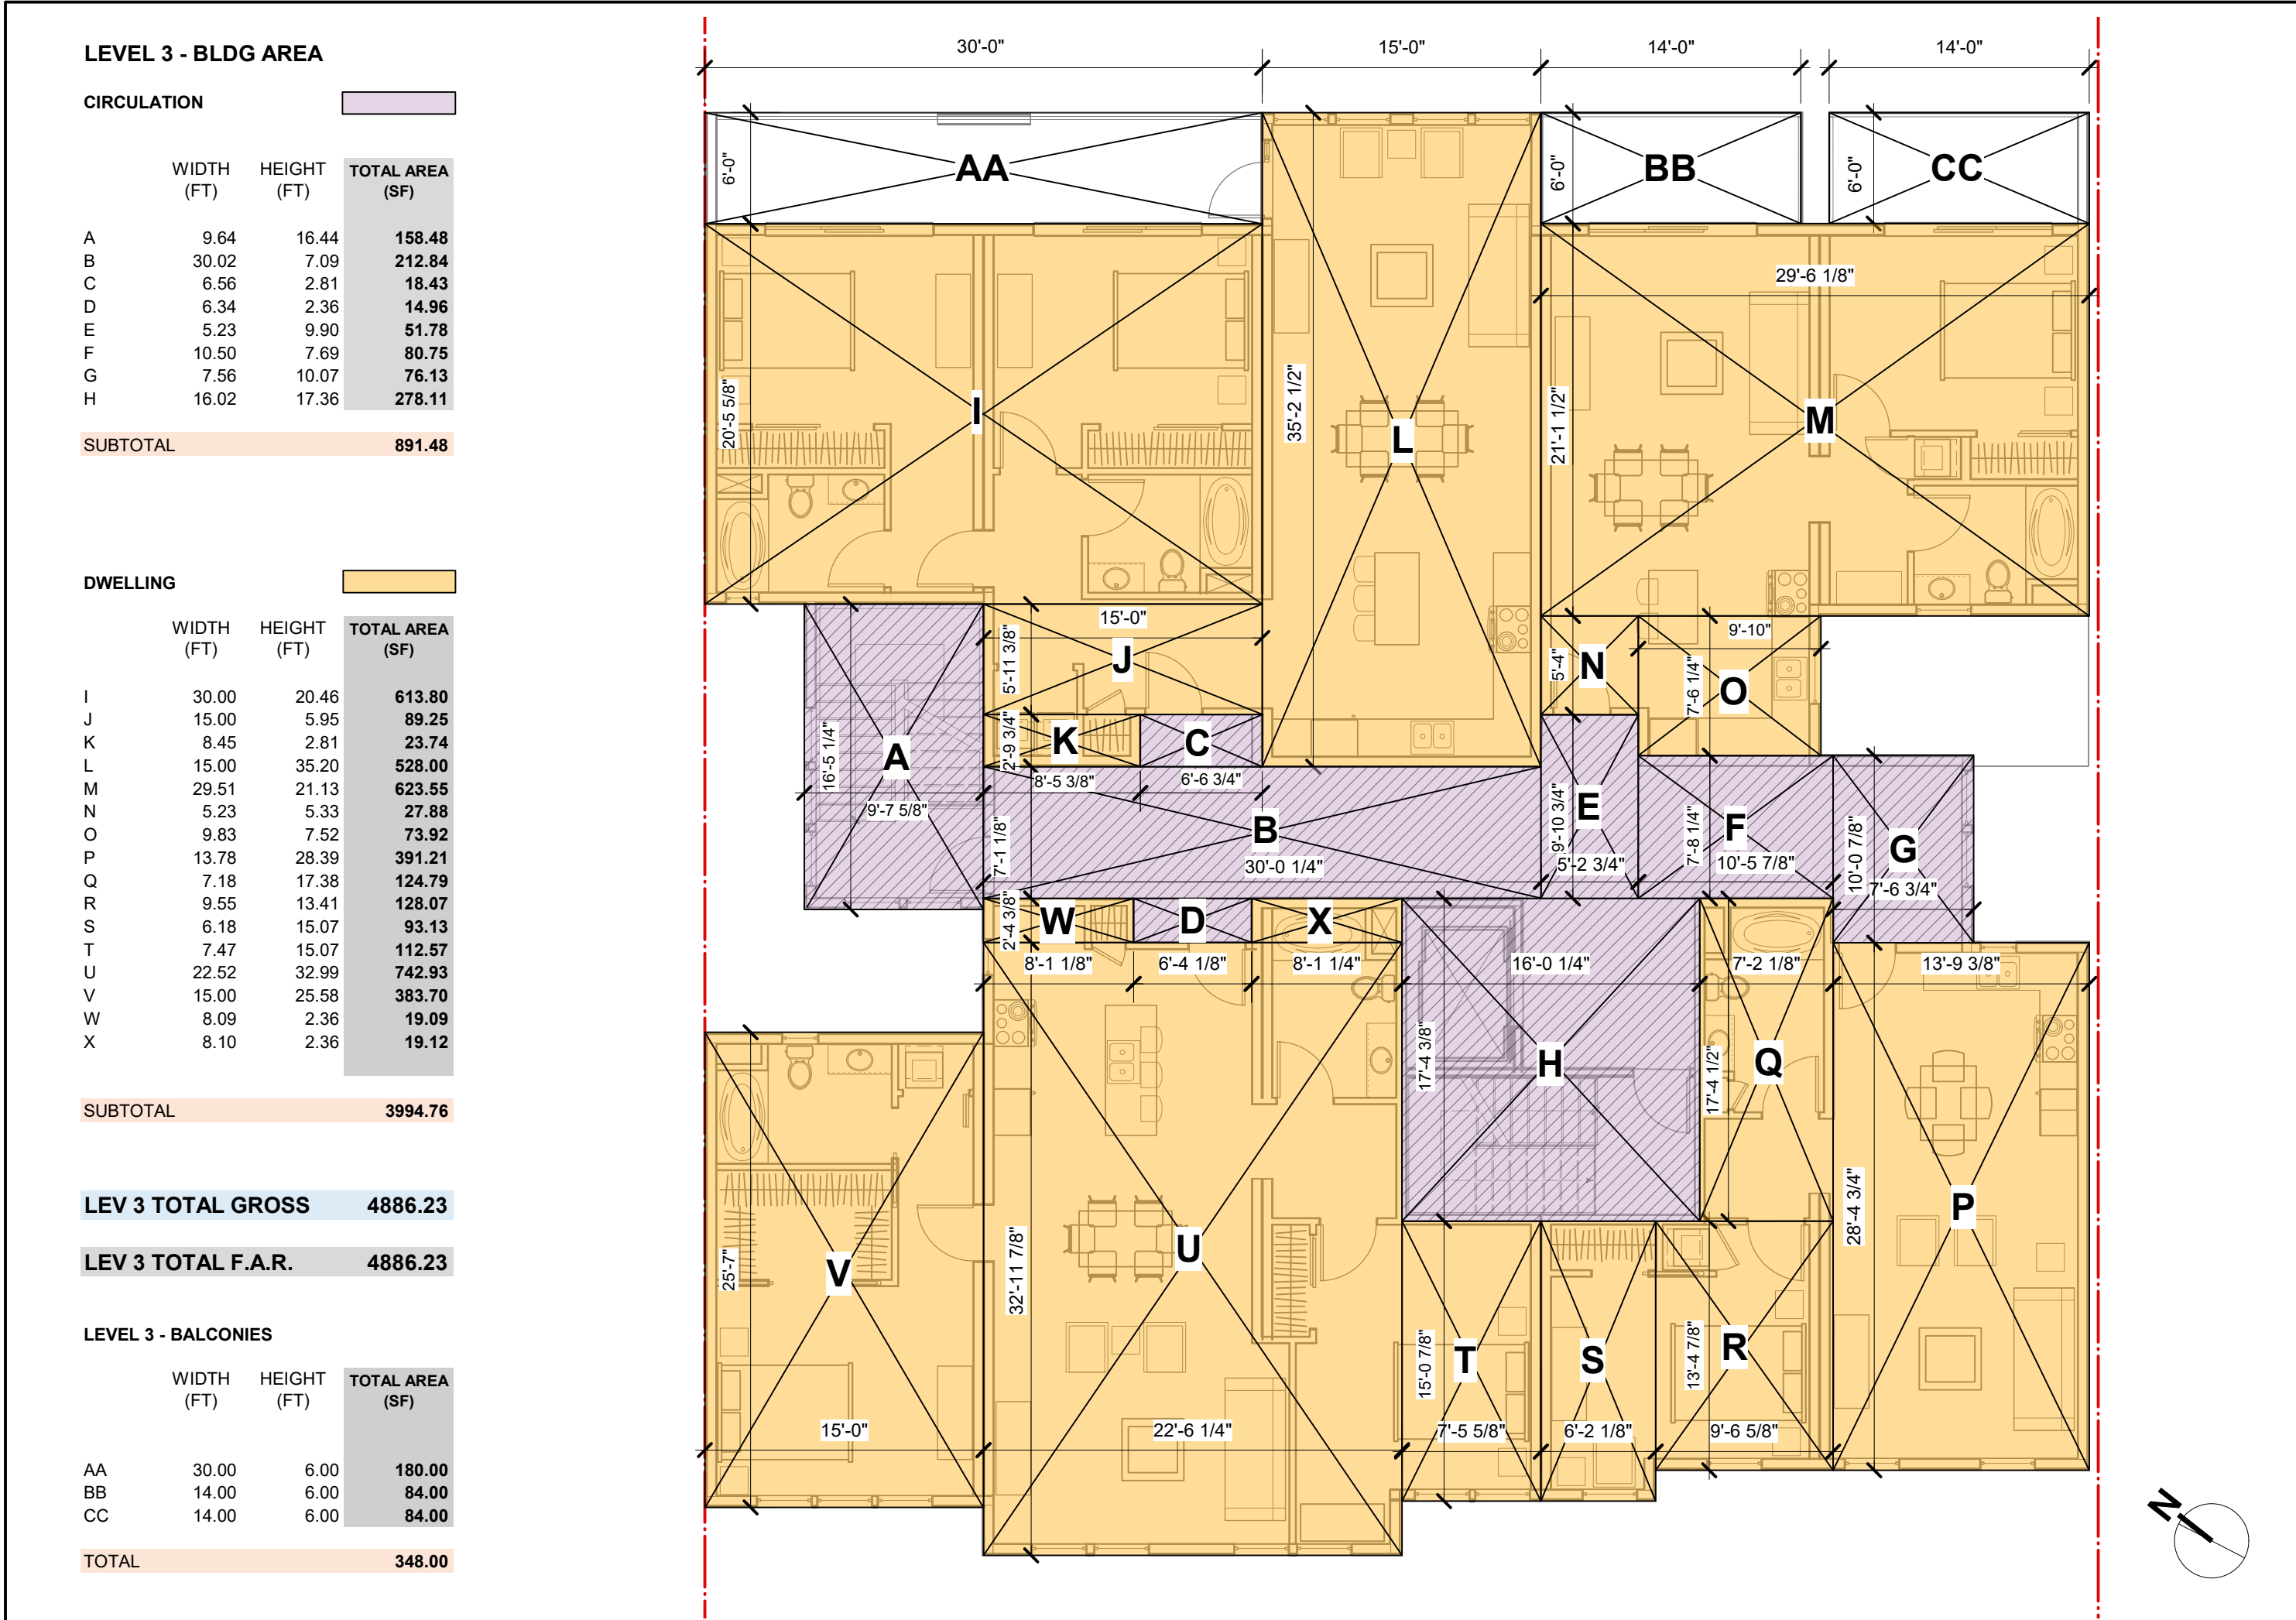 LEVEL 3 - BLDG AREA
CIRCULATION
WIDTH HEIGHT TOTAL AREA
(FT) (FT) (SF)
A 9.64 16.44 158.48
B 30.02 7.09 212.84
C 6.56 2.81 18.43
D 6.34 2.36 14.96
E 5.23 9.90 51.78
F 10.50 7.69 80.75
G 7.56 10.07 76.13
H 16.02 17.36 278.11
SUBTOTAL 891.48
DWELLING
WIDTH HEIGHT TOTAL AREA
(FT) (FT) (SF)
I 30.00 20.46 613.80
J 15.00 5.95 89.25
K 8.45 2.81 23.74
L 15.00 35.20 528.00
M 29.51 21.13 623.55
N 5.23 5.33 27.88
O 9.83 7.52 73.92
P 13.78 28.39 391.21
Q 7.18 17.38 124.79
R 9.55 13.41 128.07
S 6.18 15.07 93.13
T 7.47 15.07 112.57
U 22.52 32.99 742.93
V 15.00 25.58 383.70
W 8.09 2.36 19.09
X 8.10 2.36 19.12
SUBTOTAL 3994.76
LEV 3 TOTAL GROSS 4886.23
LEV 3 TOTAL F.A.R. 4886.23
LEVEL 3 - BALCONIES
WIDTH HEIGHT TOTAL AREA
(FT) (FT) (SF)
AA 30.00 6.00 180.00
BB 14.00 6.00 84.00
CC 14.00 6.00 84.00
TOTAL 348.00
30'-0" 15'-0" 14'-0" 14'-0"
6'-0" AA 6'-0" BB 6'-0" CC
29'-6 1/8"
20'-5 5/8" I 35'-2 1/2" L 21'-1 1/2" M
15'-0" 9'-10"
5'-11 3/8" J 5'-4" N 7'-6 1/4" O
2'-9 3/4" K C
16'-5 1/4" A 8'-5 3/8" 6'-6 3/4"
9'-7 5/8" 7'-1 1/8" B 9'-10 3/4" E 7'-8 1/4" F 10'-0 7/8" G
30'-0 1/4" 5'-2 3/4" 10'-5 7/8" 7'-6 3/4"
2'-4 3/8" W D X
8'-1 1/8" 6'-4 1/8" 8'-1 1/4" 16'-0 1/4" 7'-2 1/8" 13'-9 3/8"
17'-4 3/8" H 17'-4 1/2" Q
25'-7" V 32'-11 7/8" U 28'-4 3/4" P
15'-0 7/8" T S 13'-4 7/8" R
15'-0" 22'-6 1/4" 7'-5 5/8" 6'-2 1/8" 9'-6 5/8"
N